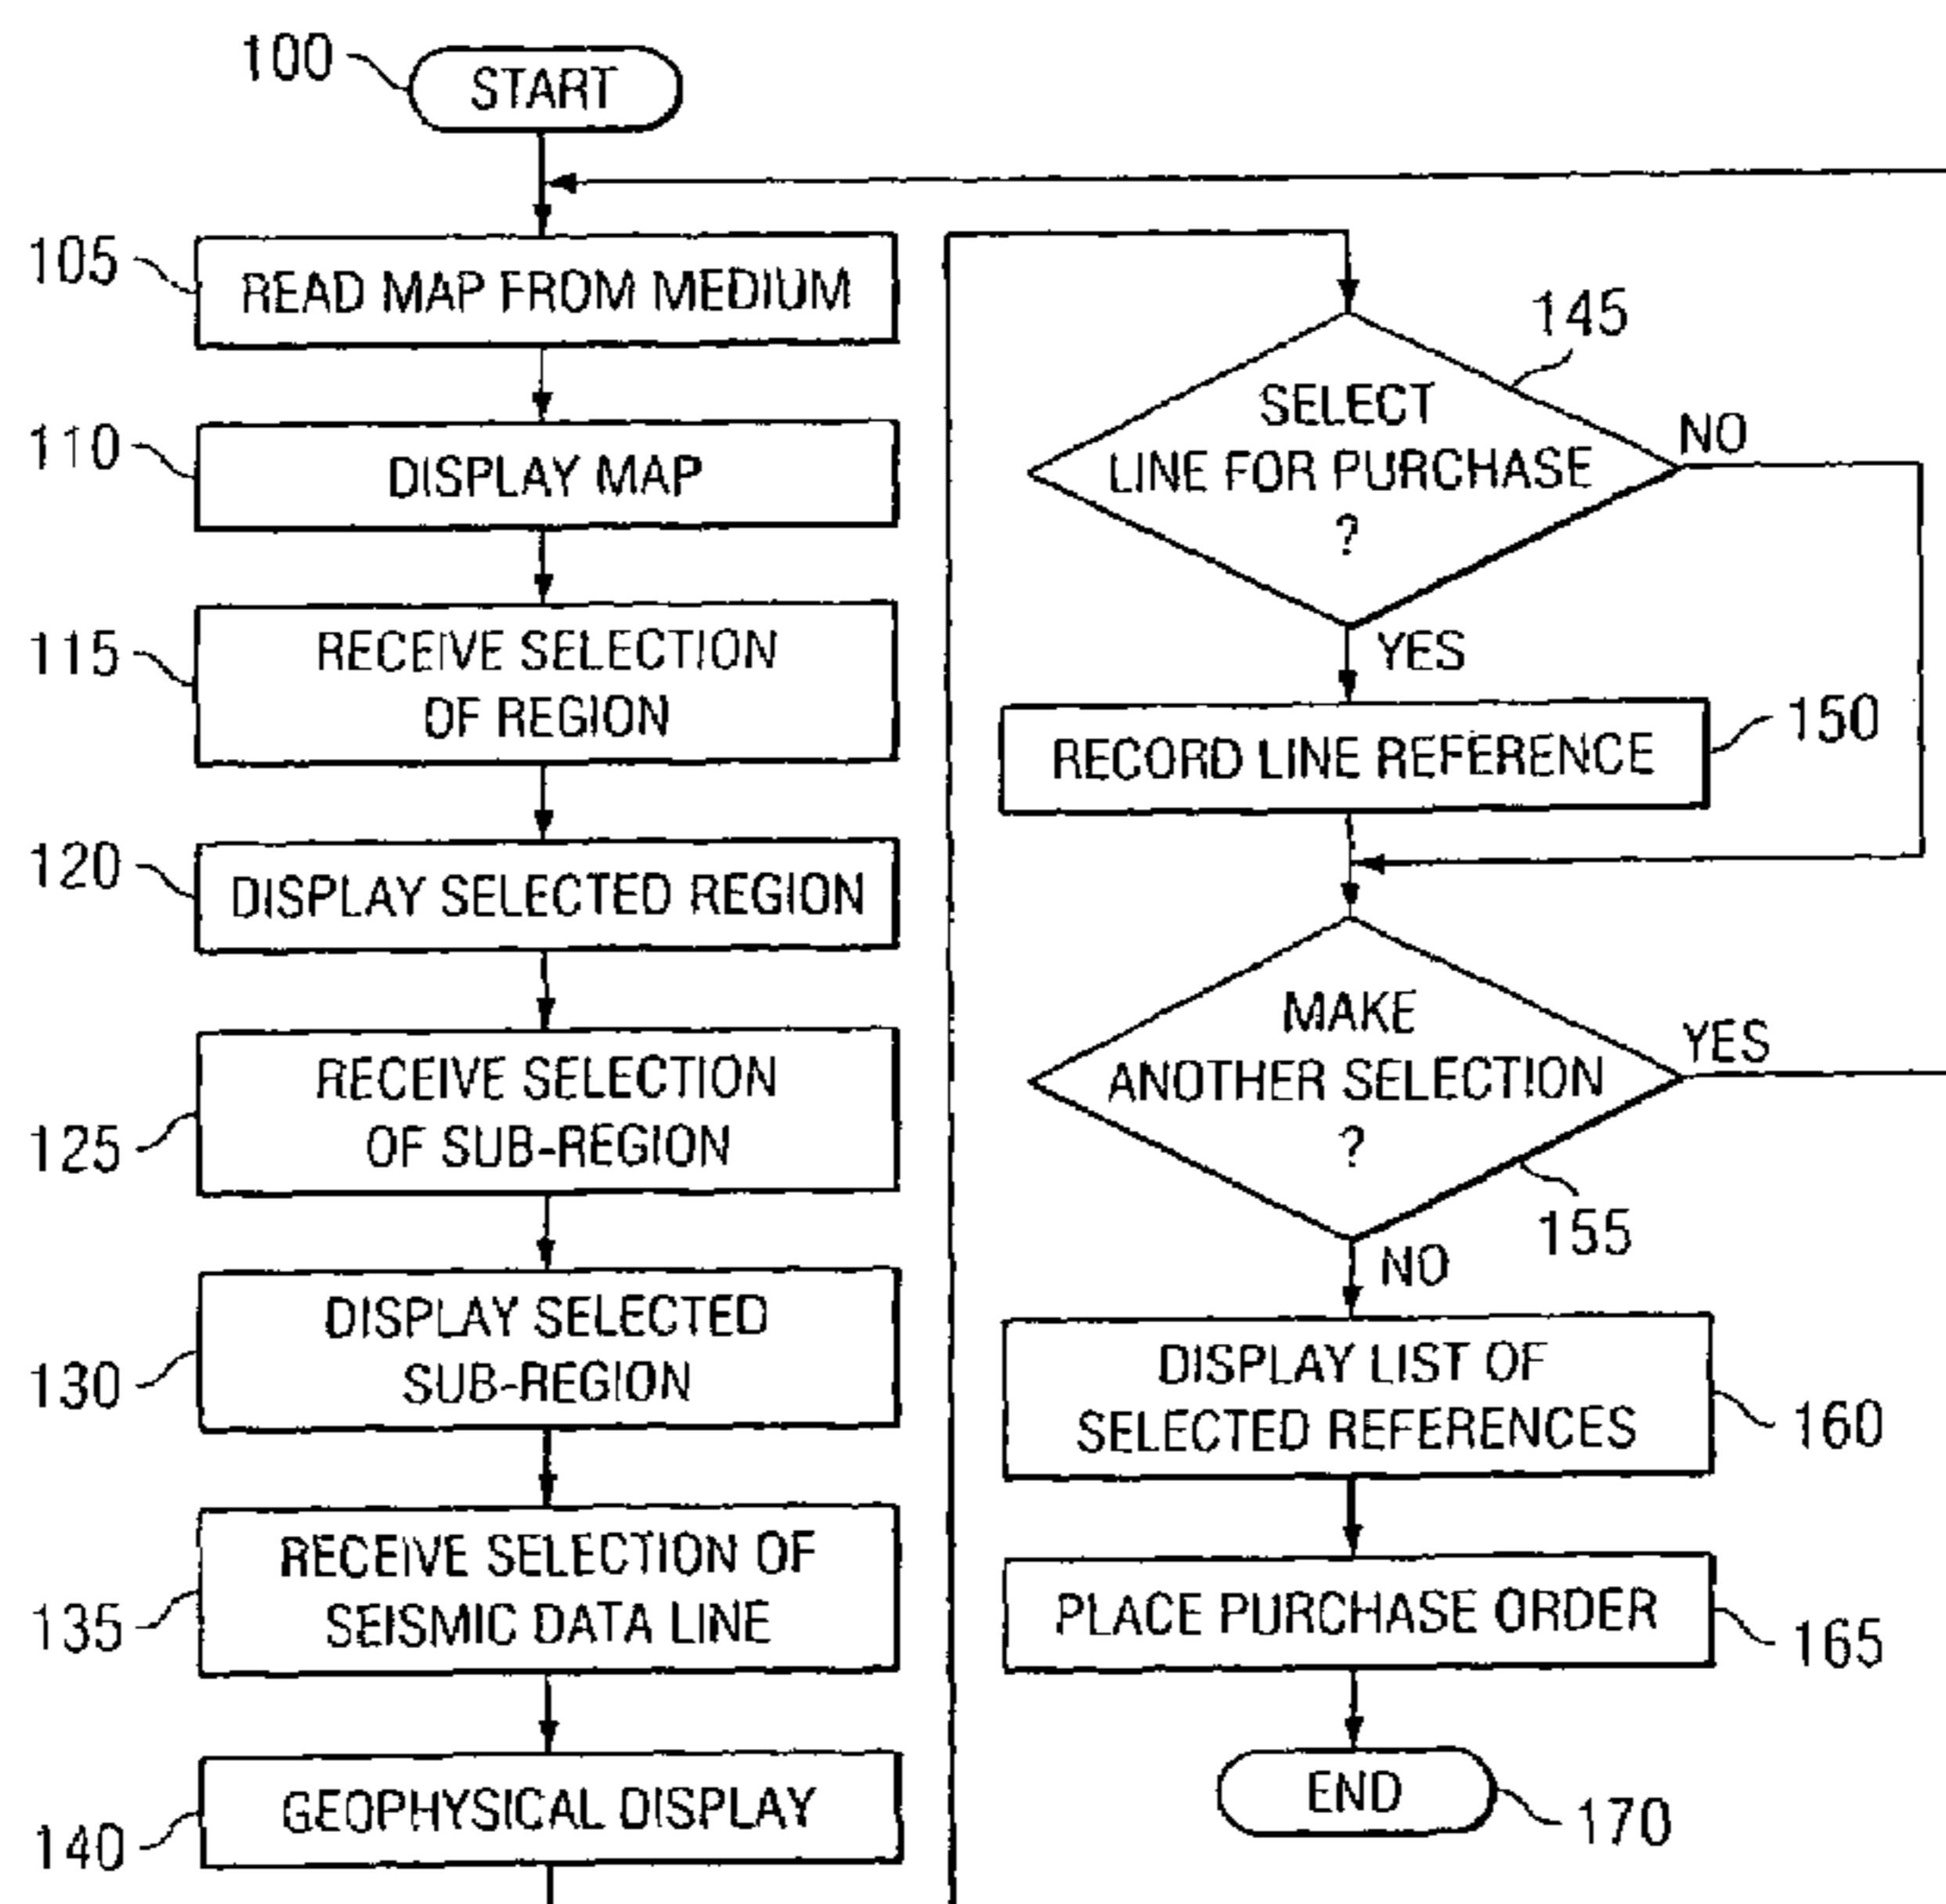 100
START
105
READ MAP FROM MEDIUM
110
DISPLAY MAP
115
RECEIVE SELECTION
OF REGION
120
DISPLAY SELECTED REGION
125
RECEIVE SELECTION
OF SUB-REGION
130
DISPLAY SELECTED
SUB-REGION
135
RECEIVE SELECTION OF
SEISMIC DATA LINE
140
GEOPHYSICAL DISPLAY
145
SELECT
LINE FOR PURCHASE
?
NO
YES
150
RECORD LINE REFERENCE
MAKE
ANOTHER SELECTION
?
YES
155
NO
DISPLAY LIST OF
SELECTED REFERENCES
160
PLACE PURCHASE ORDER
165
END
170